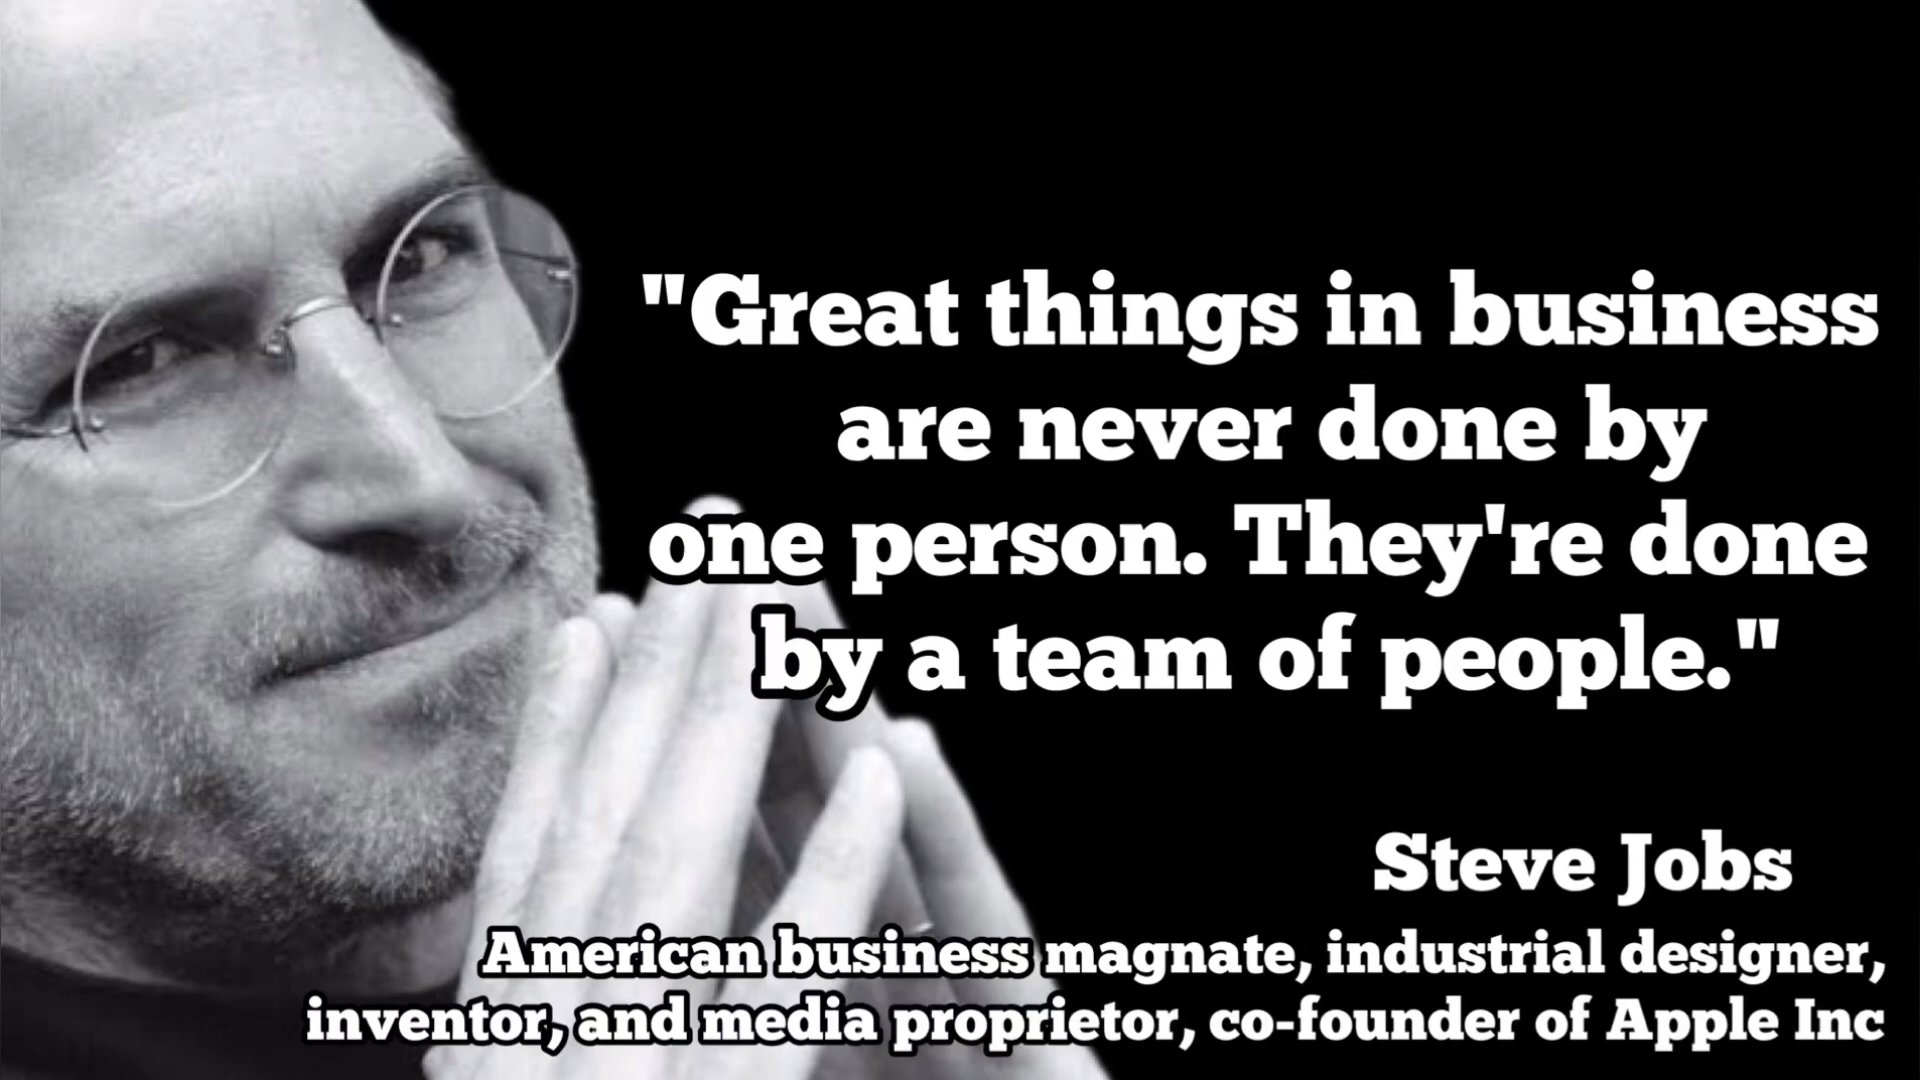 "Great things in business
are never done by
one person. They're done
by a team of people."
Steve Jobs
American business magnate, industrial designer,
inventor, and media proprietor, co-founder of Apple Inc